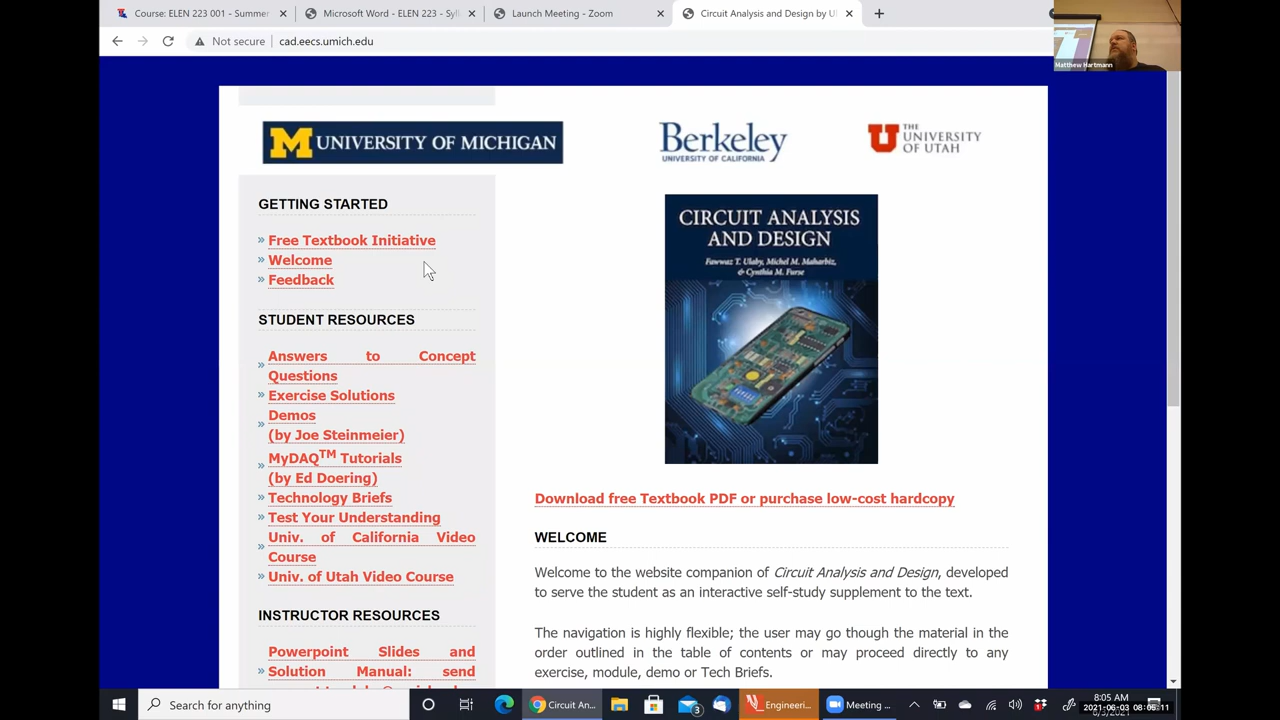 Course: ELEN 223 001 - Summer
Microsoft Word - ELEN 223 - Syll
Launch Meeting - Zoom
Circuit Analysis and Design by Ul
Not secure
cad.eecs.umich.edu
Matthew Hartmann
M UNIVERSITY OF MICHIGAN
Berkeley
UNIVERSITY OF CALIFORNIA
U THE
UNIVERSITY
OF UTAH
GETTING STARTED
» Free Textbook Initiative
» Welcome
» Feedback
STUDENT RESOURCES
» Answers to Concept
Questions
» Exercise Solutions
» Demos
(by Joe Steinmeier)
» MyDAQTM Tutorials
(by Ed Doering)
» Technology Briefs
» Test Your Understanding
» Univ. of California Video
Course
» Univ. of Utah Video Course
INSTRUCTOR RESOURCES
» Powerpoint Slides and
Solution Manual: send
CIRCUIT ANALYSIS
AND DESIGN
Fawwaz T. Ulaby, Michel M. Maharbiz,
& Cynthia M. Furse
Download free Textbook PDF or purchase low-cost hardcopy
WELCOME
Welcome to the website companion of Circuit Analysis and Design, developed
to serve the student as an interactive self-study supplement to the text.
The navigation is highly flexible; the user may go though the material in the
order outlined in the table of contents or may proceed directly to any
exercise, module, demo or Tech Briefs.
Search for anything
Circuit An...
3
Engineeri...
Meeting ...
8:05 AM
2021-06-03 08:05:11